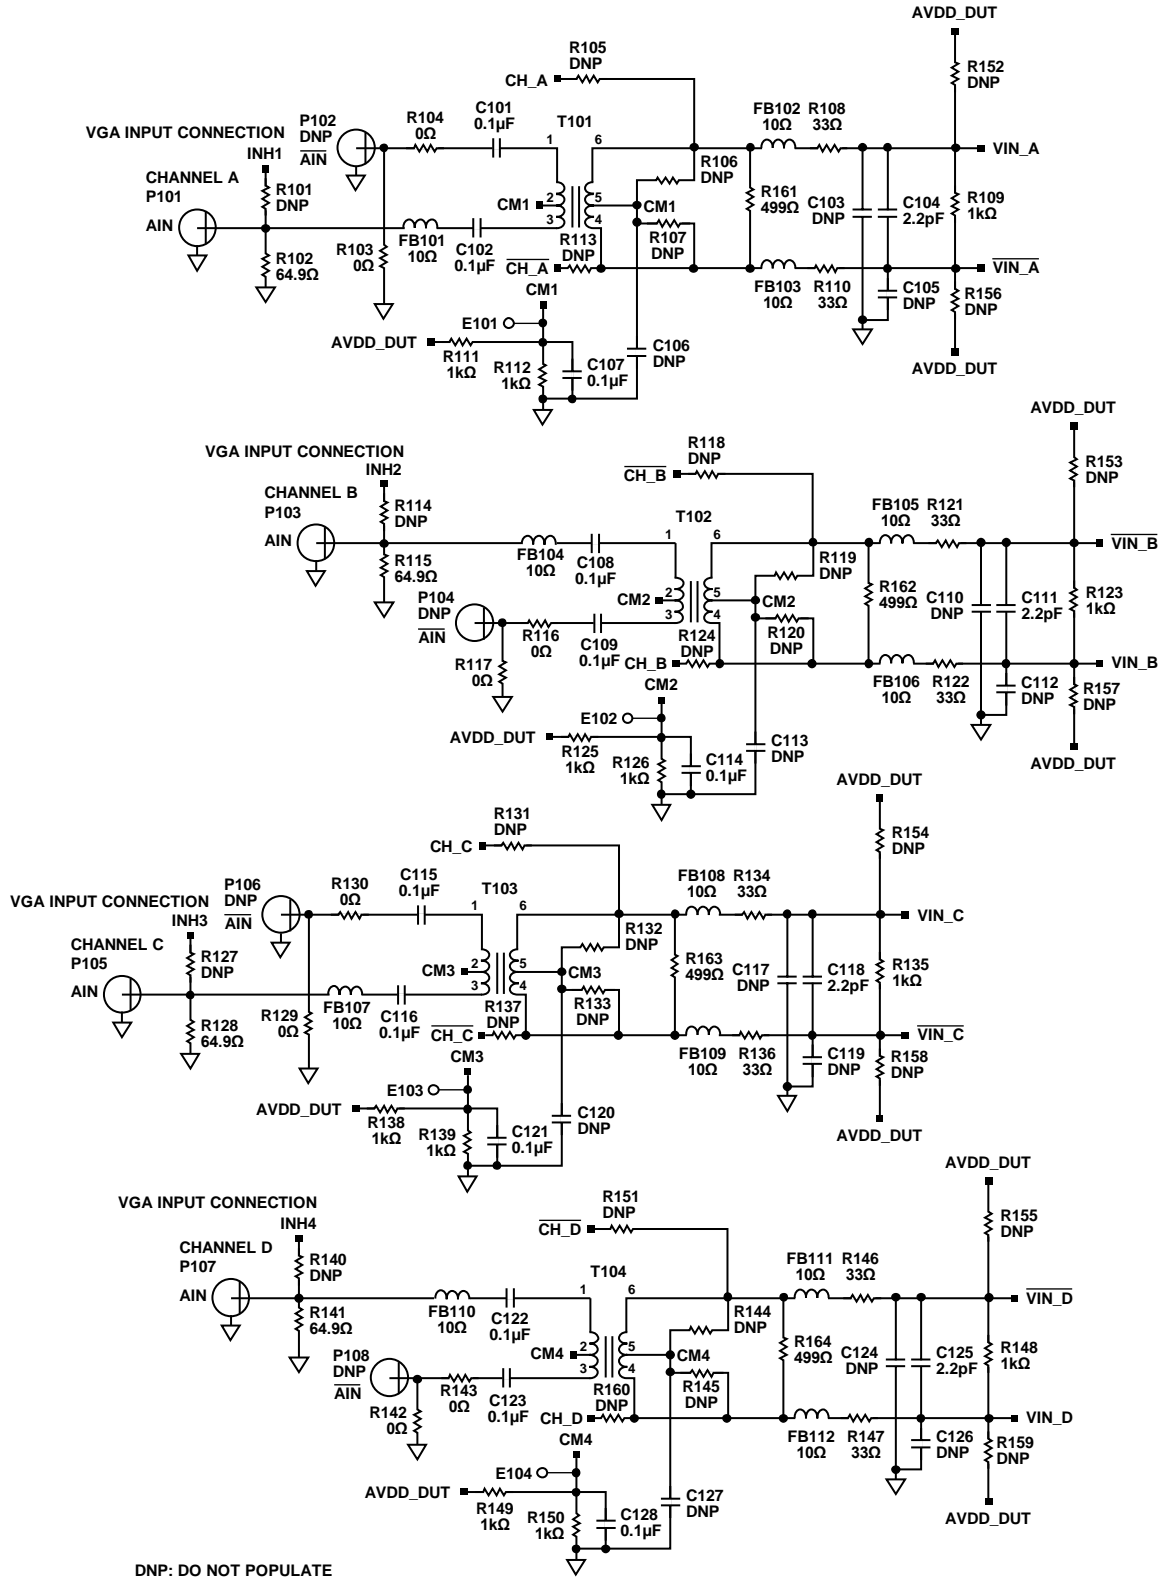 AVDD_DUT
R105
DNP
CH_A
R152
DNP
FB102
10Ω
R108
33Ω
C101
0.1µF
P102
DNP
AIN
R104
0Ω
T101
1
6
VGA INPUT CONNECTION
INH1
VIN_A
R106
DNP
CHANNEL A
P101
R101
DNP
R161
499Ω
C103
DNP
C104
2.2pF
R109
1kΩ
CM1
2
5
CM1
3
4
AIN
R107
DNP
FB101
10Ω
C102
0.1µF
R113
DNP
R103
0Ω
R102
64.9Ω
CH_A
VIN_A
FB103
10Ω
R110
33Ω
C105
DNP
R156
DNP
CM1
E101
AVDD_DUT
R111
1kΩ
R112
1kΩ
C107
0.1µF
C106
DNP
AVDD_DUT
AVDD_DUT
VGA INPUT CONNECTION
INH2
R118
DNP
CH_B
R153
DNP
CHANNEL B
P103
R114
DNP
FB105
10Ω
R121
33Ω
T102
AIN
1
6
VIN_B
FB104
10Ω
C108
0.1µF
R115
64.9Ω
R119
DNP
R162
499Ω
C110
DNP
C111
2.2pF
R123
1kΩ
P104
DNP
AIN
CM2
2
5
CM2
3
4
R116
0Ω
C109
0.1µF
R124
DNP
R120
DNP
R117
0Ω
CH_B
VIN_B
FB106
10Ω
R122
33Ω
C112
DNP
R157
DNP
CM2
E102
AVDD_DUT
R125
1kΩ
R126
1kΩ
C114
0.1µF
C113
DNP
AVDD_DUT
AVDD_DUT
R131
DNP
CH_C
R154
DNP
C115
0.1µF
FB108
10Ω
R134
33Ω
P106
DNP
AIN
R130
0Ω
T103
1
6
VGA INPUT CONNECTION
INH3
VIN_C
R132
DNP
CHANNEL C
P105
R127
DNP
R163
499Ω
C117
DNP
C118
2.2pF
R135
1kΩ
CM3
2
5
CM3
3
4
AIN
FB107
10Ω
C116
0.1µF
R137
DNP
R133
DNP
R129
0Ω
R128
64.9Ω
CH_C
VIN_C
FB109
10Ω
R136
33Ω
C119
DNP
R158
DNP
CM3
E103
AVDD_DUT
R138
1kΩ
R139
1kΩ
C121
0.1µF
C120
DNP
AVDD_DUT
AVDD_DUT
VGA INPUT CONNECTION
INH4
R151
DNP
CH_D
R155
DNP
CHANNEL D
P107
R140
DNP
FB111
10Ω
R146
33Ω
T104
AIN
1
6
VIN_D
FB110
10Ω
C122
0.1µF
R141
64.9Ω
R144
DNP
R164
499Ω
C124
DNP
C125
2.2pF
R148
1kΩ
P108
DNP
AIN
CM4
2
5
CM4
3
4
R143
0Ω
C123
0.1µF
R160
DNP
R145
DNP
R142
0Ω
CH_D
VIN_D
FB112
10Ω
R147
33Ω
C126
DNP
R159
DNP
CM4
E104
AVDD_DUT
R149
1kΩ
R150
1kΩ
C128
0.1µF
C127
DNP
AVDD_DUT
DNP: DO NOT POPULATE